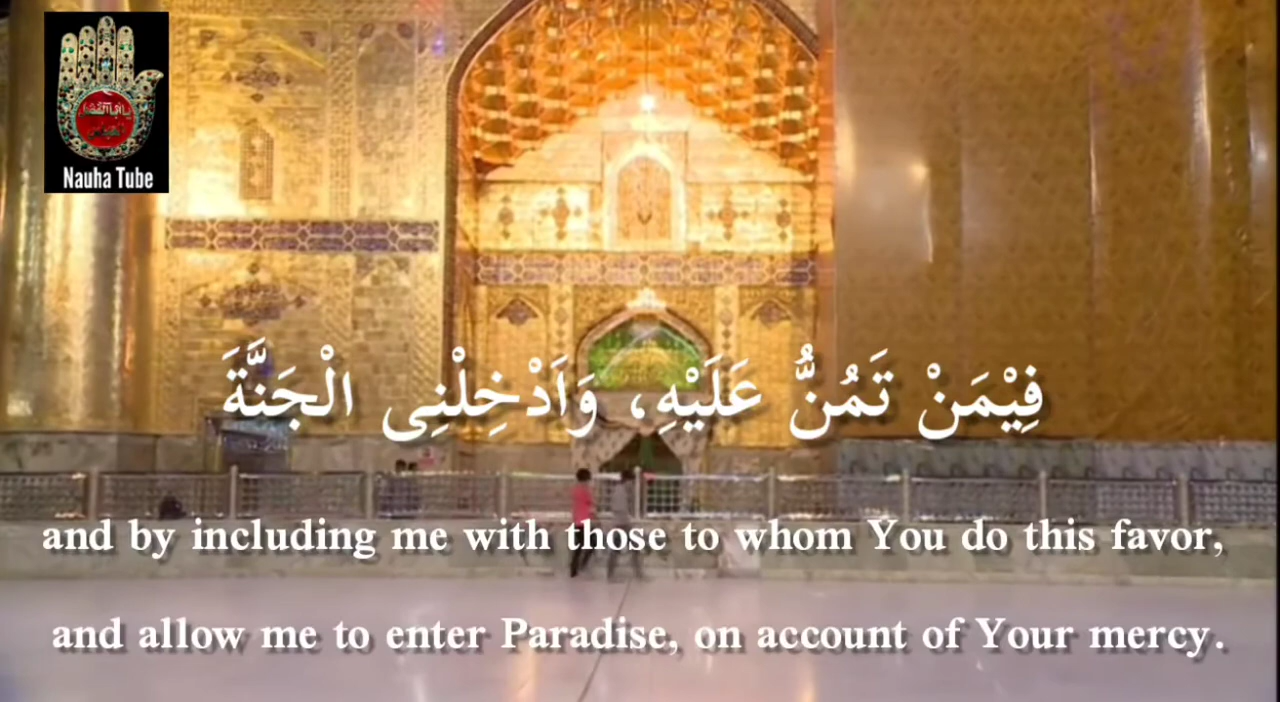 Nauha Tube
فِيْمَنْ تَمُنُّ عَلَيْهِ، وَاَدْخِلْنِى الْجَنَّةَ
and by including me with those to whom You do this favor,
and allow me to enter Paradise, on account of Your mercy.